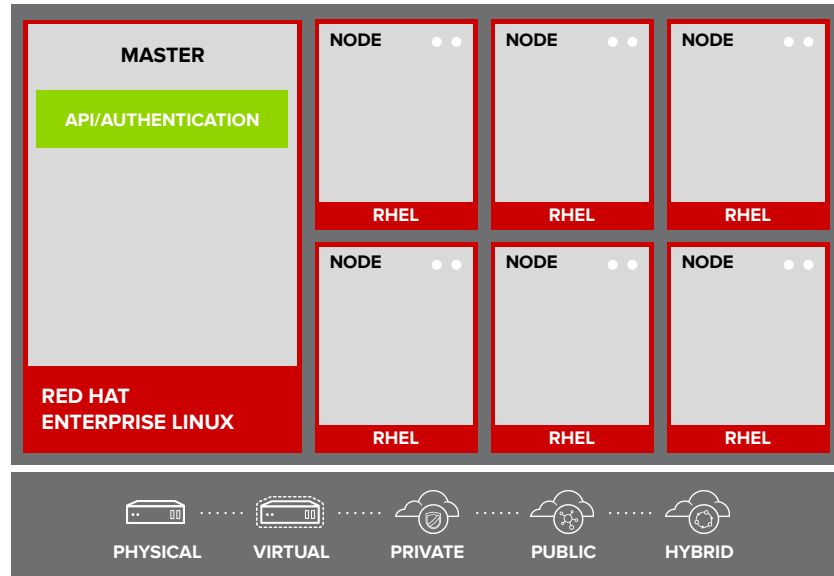 MASTER
API/AUTHENTICATION
RED HAT
ENTERPRISE LINUX
NODE
RHEL
NODE
RHEL
NODE
RHEL
NODE
RHEL
NODE
RHEL
NODE
RHEL
PHYSICAL
VIRTUAL
PRIVATE
PUBLIC
HYBRID